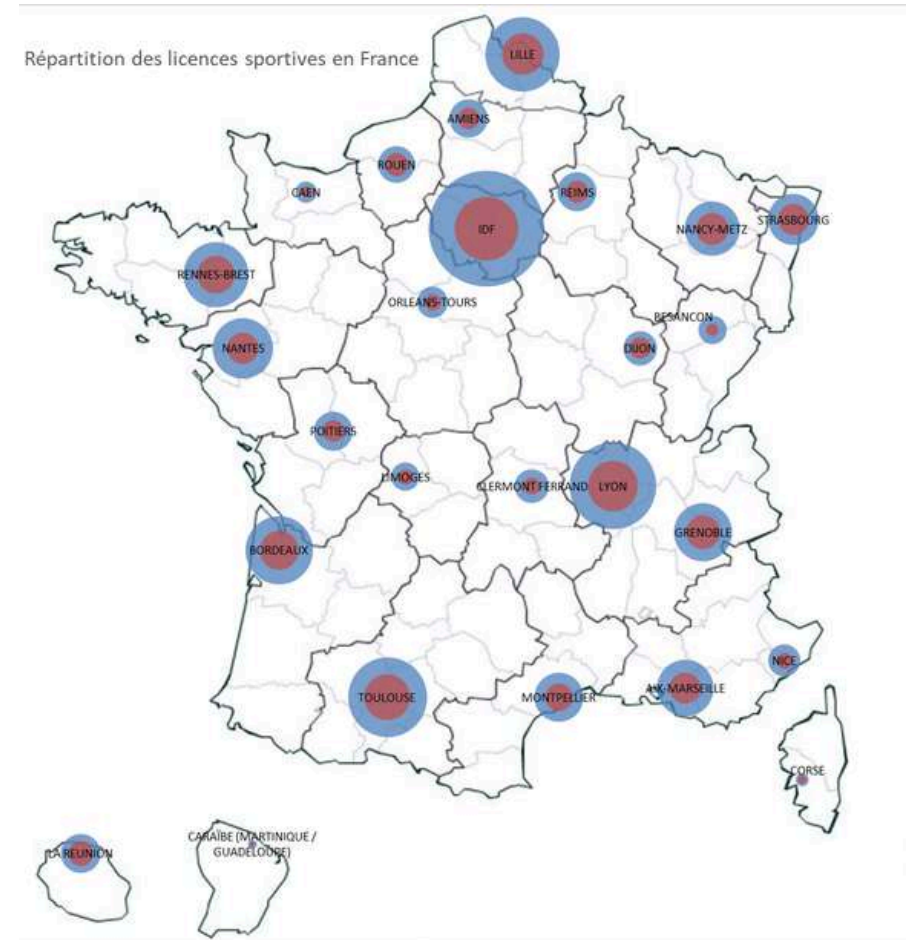 Répartition des licences sportives en France
LILLE
AMIENS
ROUEN
CAEN
REIMS
IDF
NANCY-METZ
STRASBOURG
RENNES-BREST
ORLEANS-TOURS
BESANCON
NANTES
DIJON
POITIERS
LIMOGES
CLERMONT FERRAND
LYON
GRENOBLE
BORDEAUX
NICE
TOULOUSE
MONTPELLIER
AIX-MARSEILLE
CORSE
LA REUNION
CARAÏBE (MARTINIQUE /
GUADELOUPE)